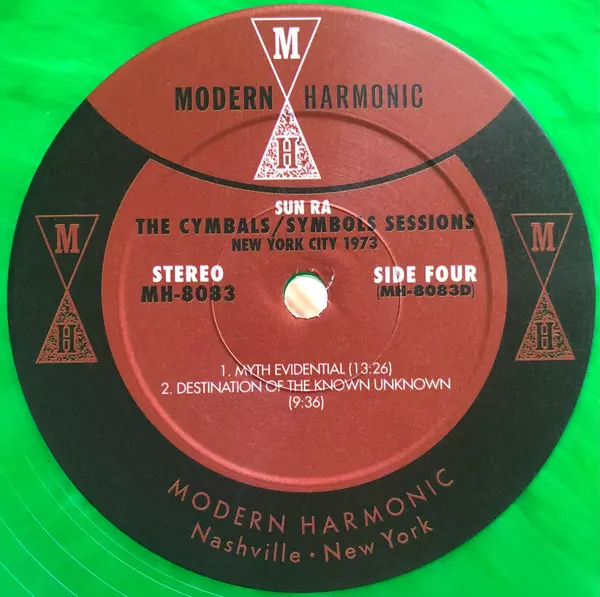 M
MODERN HARMONIC
H
SUN RA
THE CYMBALS/SYMBOLS SESSIONS
NEW YORK CITY 1973
M
H
STEREO
MH-8083
SIDE FOUR
(MH-8083D)
M
H
1. MYTH EVIDENTIAL (13:26)
2. DESTINATION OF THE KNOWN UNKNOWN
(9:36)
MODERN HARMONIC
Nashville • New York